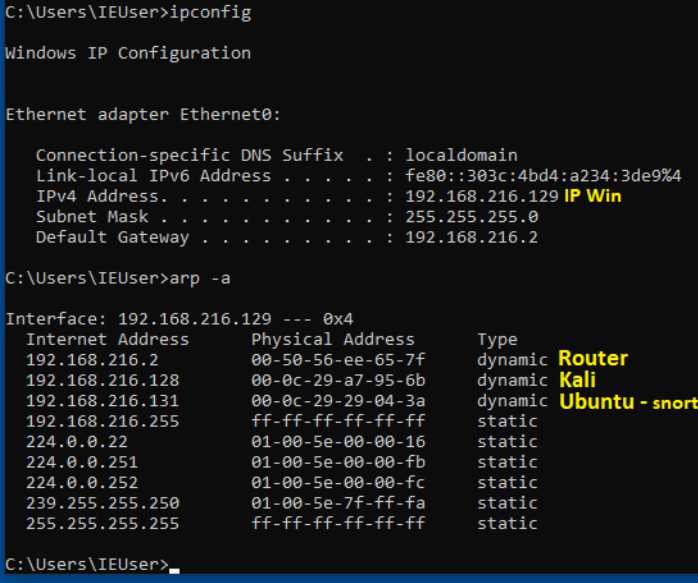 C:\Users\IEUser>ipconfig
Windows IP Configuration
Ethernet adapter Ethernet0:
Connection-specific DNS Suffix . : localdomain
Link-local IPv6 Address . . . . . : fe80::303c:4bd4:a234:3de9%4
IPv4 Address. . . . . . . . . . . : 192.168.216.129 IP Win
Subnet Mask . . . . . . . . . . . : 255.255.255.0
Default Gateway . . . . . . . . . : 192.168.216.2
C:\Users\IEUser>arp -a
Interface: 192.168.216.129 --- 0x4
Internet Address Physical Address Type
192.168.216.2 00-50-56-ee-65-7f dynamic Router
192.168.216.128 00-0c-29-a7-95-6b dynamic Kali
192.168.216.131 00-0c-29-29-04-3a dynamic Ubuntu - snort
192.168.216.255 ff-ff-ff-ff-ff-ff static
224.0.0.22 01-00-5e-00-00-16 static
224.0.0.251 01-00-5e-00-00-fb static
224.0.0.252 01-00-5e-00-00-fc static
239.255.255.250 01-00-5e-7f-ff-fa static
255.255.255.255 ff-ff-ff-ff-ff-ff static
C:\Users\IEUser>